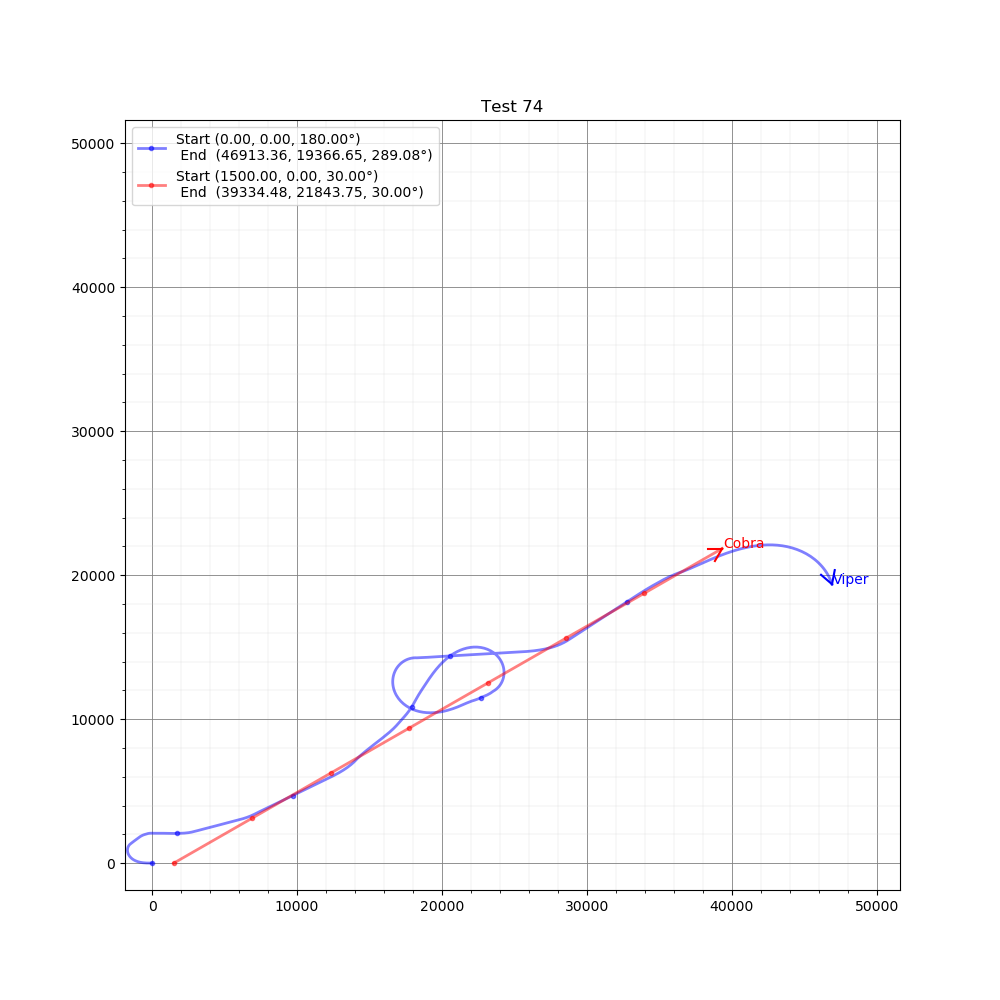 Test 74
Start (0.00, 0.00, 180.00°)
End (46913.36, 19366.65, 289.08°)
Start (1500.00, 0.00, 30.00°)
End (39334.48, 21843.75, 30.00°)
50000
40000
30000
20000
10000
0
Cobra
Viper
0
10000
20000
30000
40000
50000